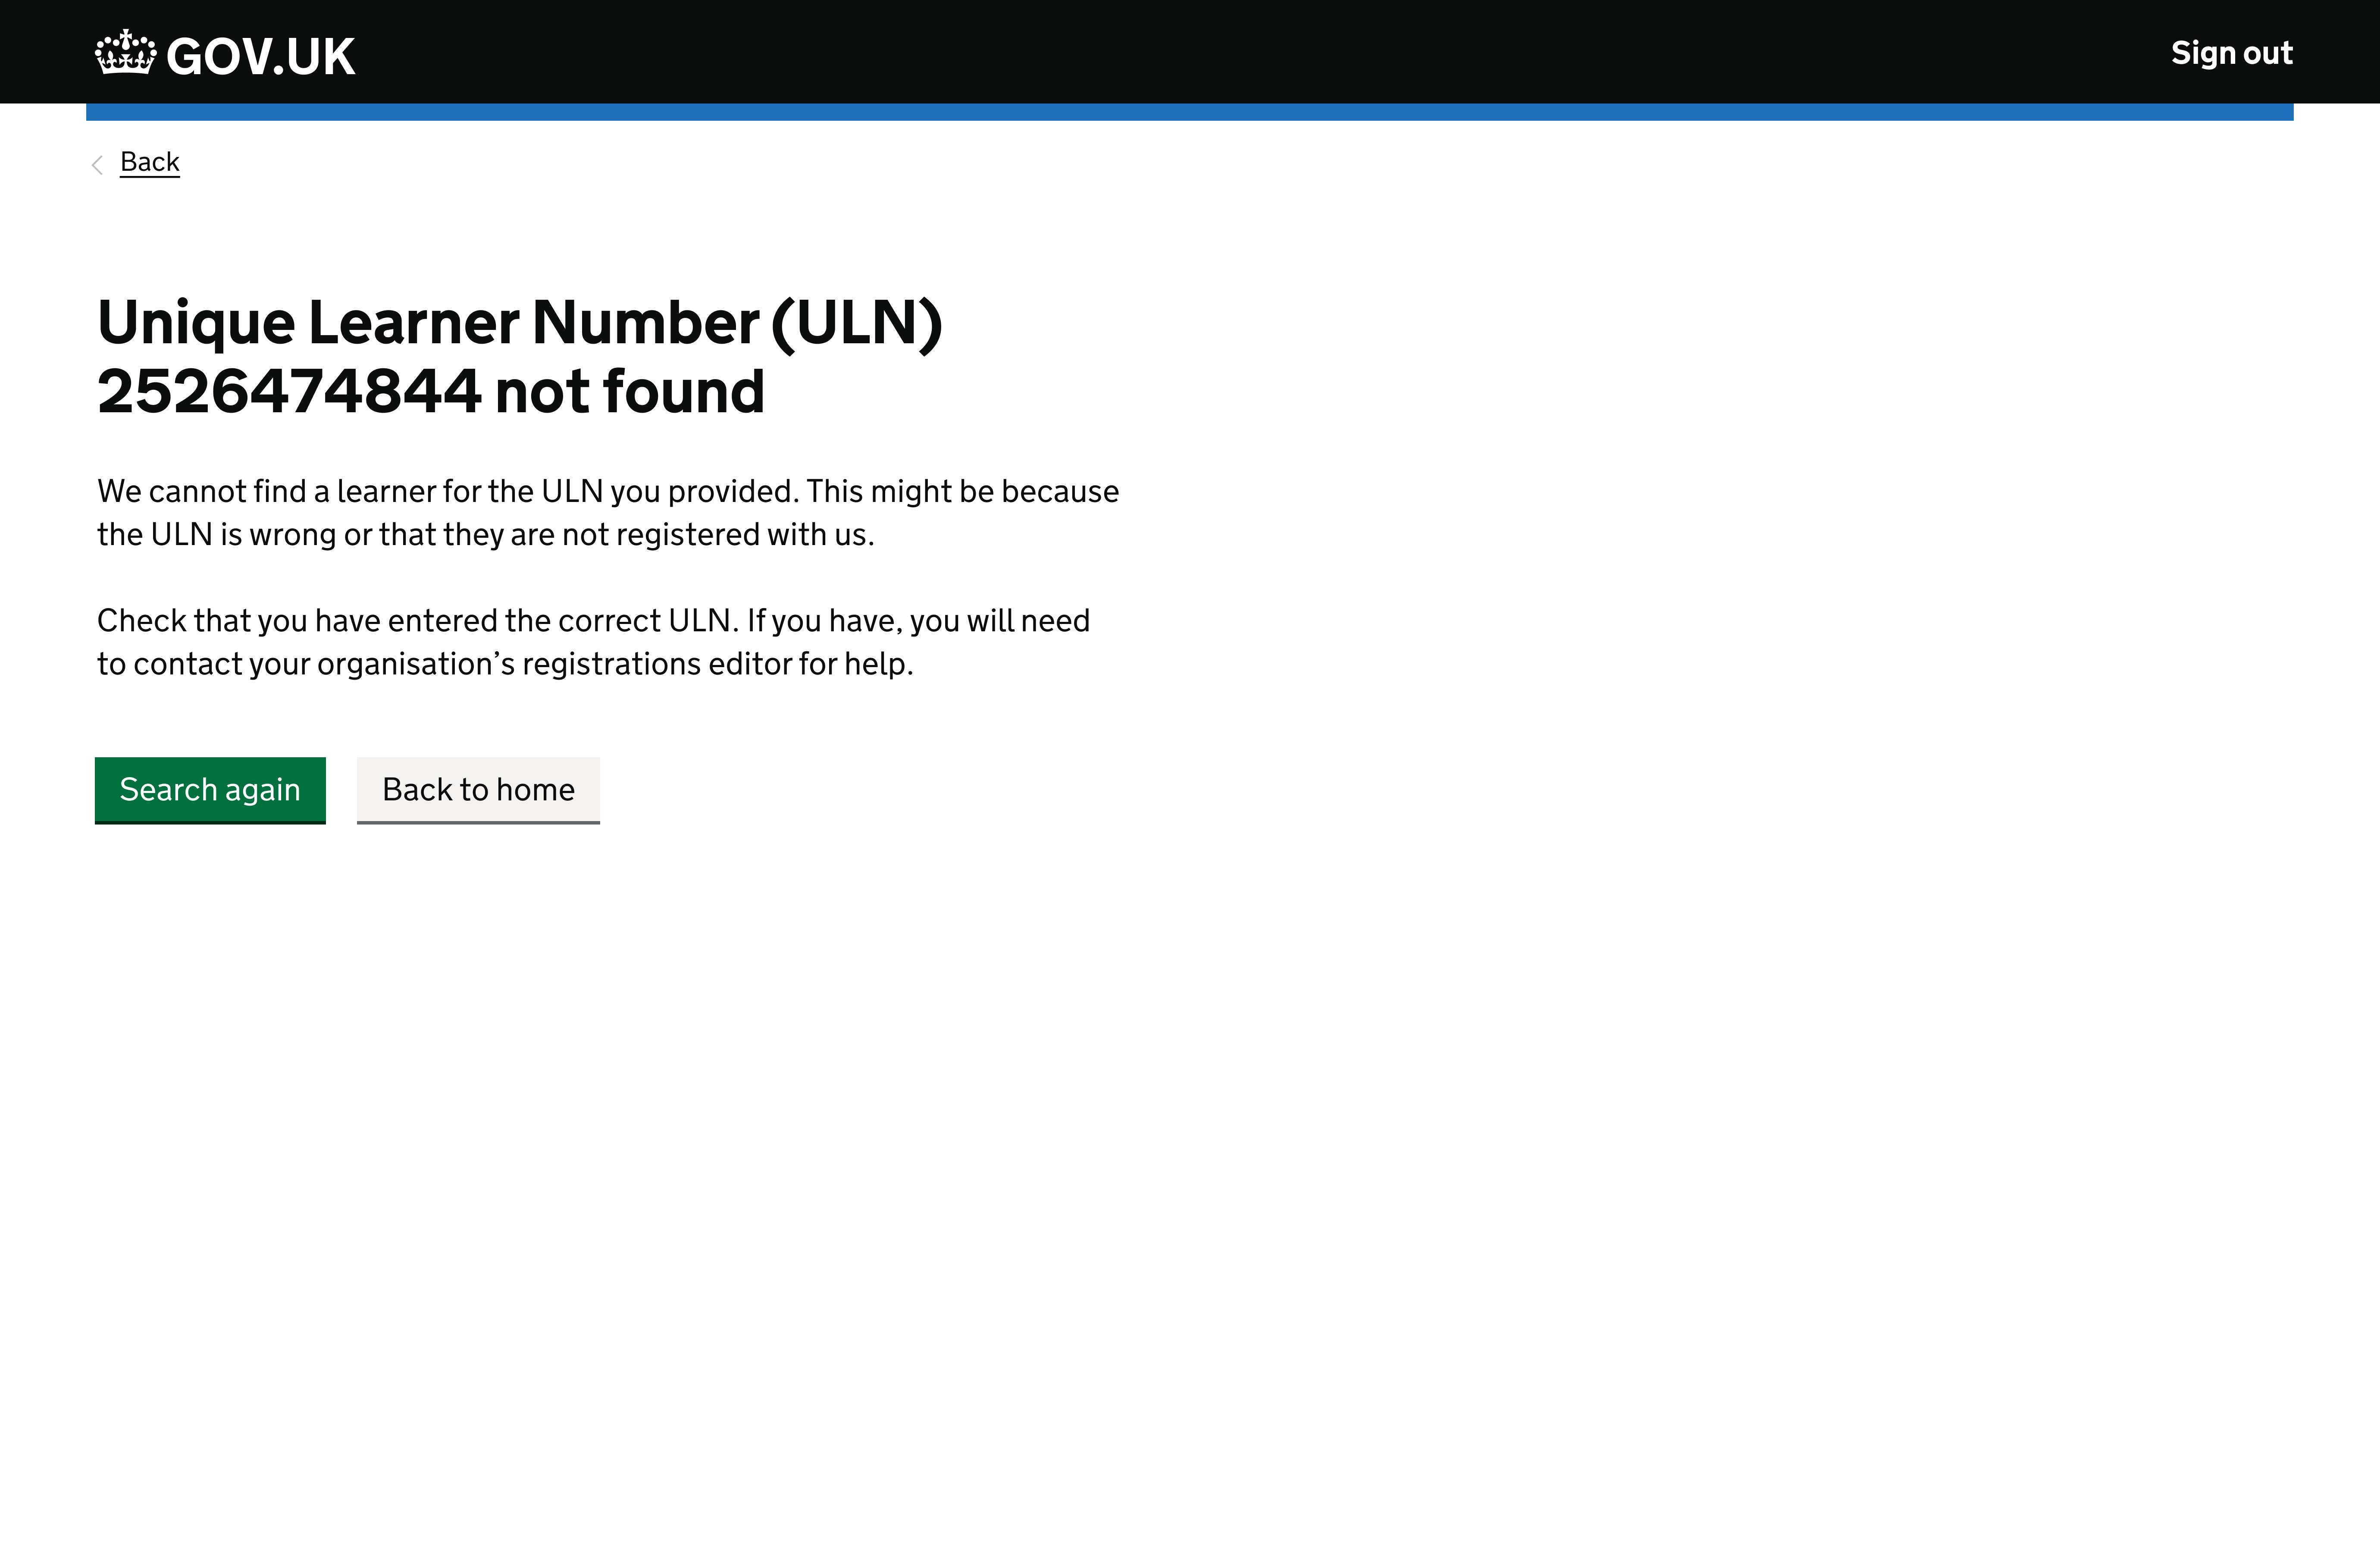 GOV.UK
Sign out
Back
Unique Learner Number (ULN)
2526474844 not found
We cannot find a learner for the ULN you provided. This might be because
the ULN is wrong or that they are not registered with us.
Check that you have entered the correct ULN. If you have, you will need
to contact your organisation’s registrations editor for help.
Search again
Back to home